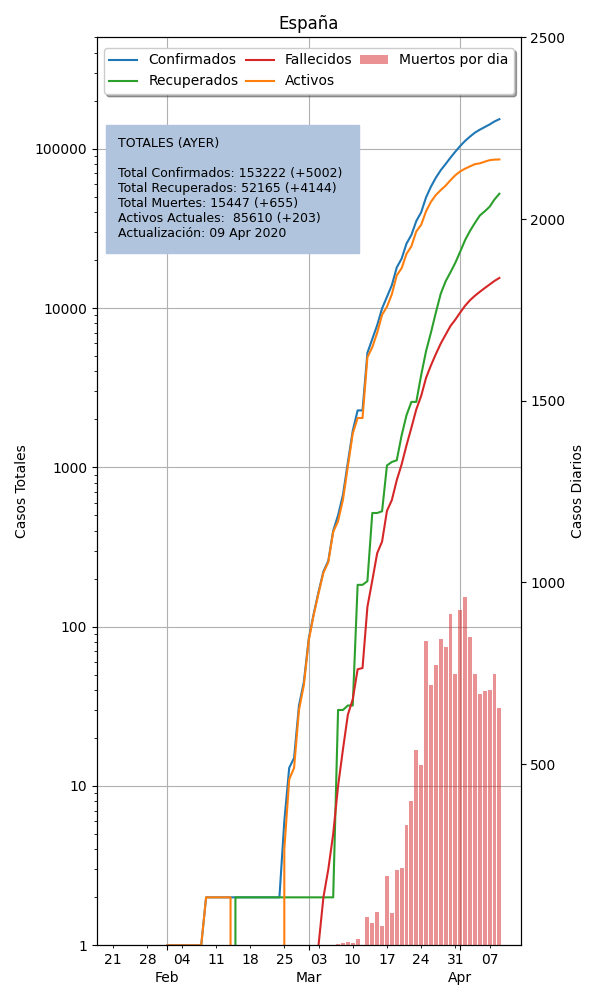 España
Confirmados
Recuperados
Fallecidos
Activos
Muertos por dia
TOTALES (AYER)
Total Confirmados: 153222 (+5002)
Total Recuperados: 52165 (+4144)
Total Muertes: 15447 (+655)
Activos Actuales:  85610 (+203)
Actualización: 09 Apr 2020
Casos Totales
100000
10000
1000
100
10
1
Casos Diarios
2500
2000
1500
1000
500
21 28 04 11 18 25 03 10 17 24 31 07
Feb Mar Apr